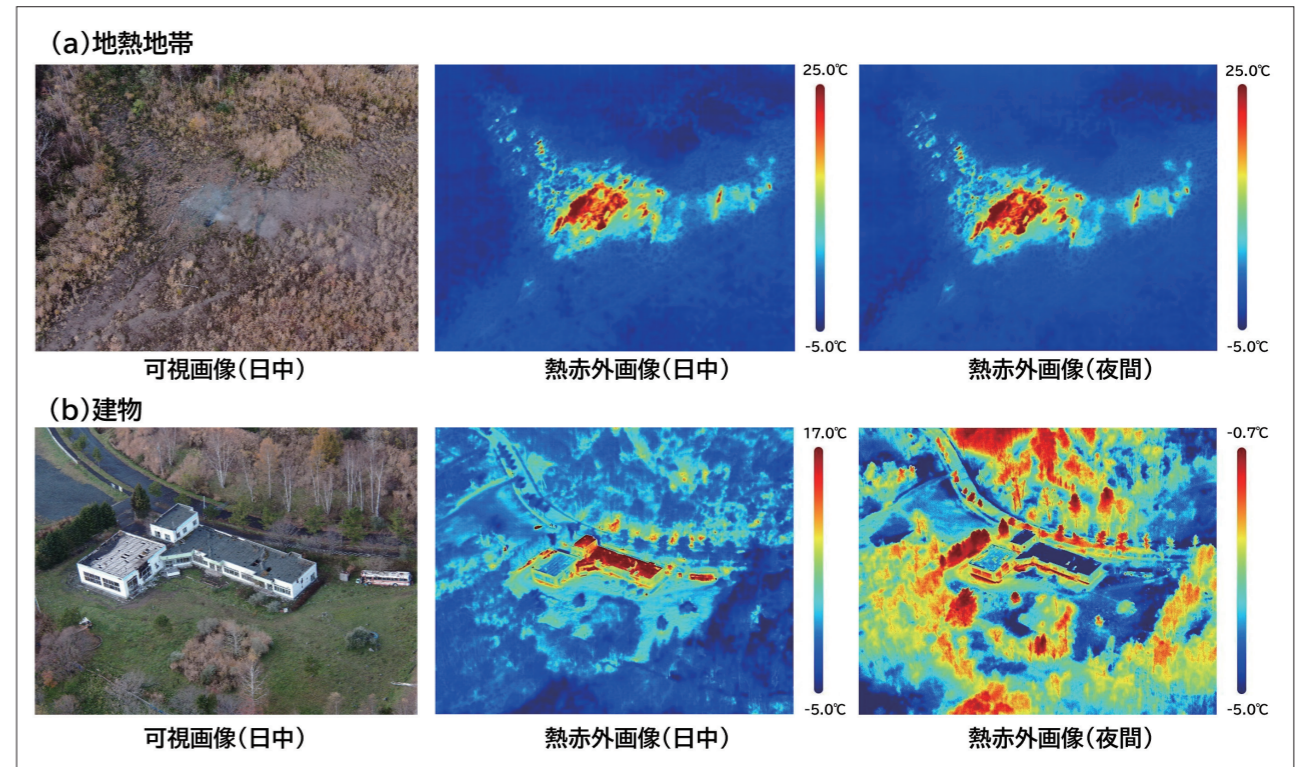 (a)地熱地帯
25.0℃
25.0℃
-5.0℃
-5.0℃
可視画像(日中)
熱赤外画像(日中)
熱赤外画像(夜間)
(b)建物
17.0℃
-0.7℃
-5.0℃
-5.0℃
可視画像(日中)
熱赤外画像(日中)
熱赤外画像(夜間)